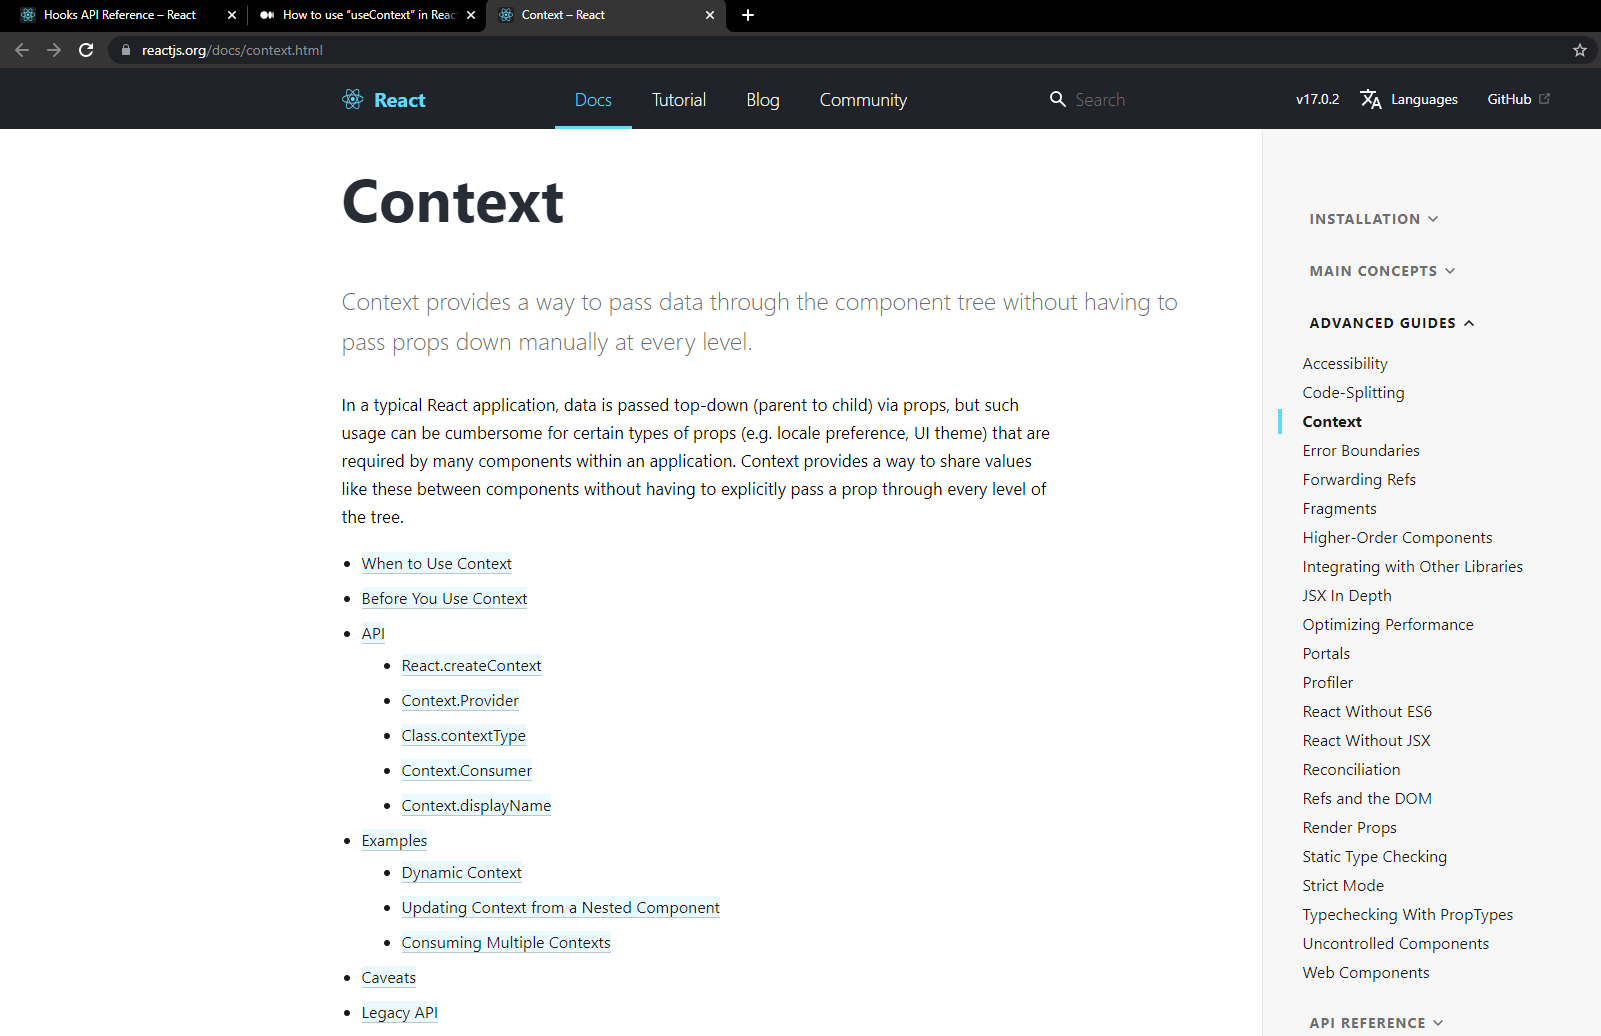 Hooks API Reference – React
How to use “useContext” in Reac
Context – React
reactjs.org/docs/context.html
React
Docs
Tutorial
Blog
Community
Search
v17.0.2
Languages
GitHub
Context
Context provides a way to pass data through the component tree without having to
pass props down manually at every level.
In a typical React application, data is passed top-down (parent to child) via props, but such
usage can be cumbersome for certain types of props (e.g. locale preference, UI theme) that are
required by many components within an application. Context provides a way to share values
like these between components without having to explicitly pass a prop through every level of
the tree.
When to Use Context
Before You Use Context
API
React.createContext
Context.Provider
Class.contextType
Context.Consumer
Context.displayName
Examples
Dynamic Context
Updating Context from a Nested Component
Consuming Multiple Contexts
Caveats
Legacy API
INSTALLATION
MAIN CONCEPTS
ADVANCED GUIDES
Accessibility
Code-Splitting
Context
Error Boundaries
Forwarding Refs
Fragments
Higher-Order Components
Integrating with Other Libraries
JSX In Depth
Optimizing Performance
Portals
Profiler
React Without ES6
React Without JSX
Reconciliation
Refs and the DOM
Render Props
Static Type Checking
Strict Mode
Typechecking With PropTypes
Uncontrolled Components
Web Components
API REFERENCE